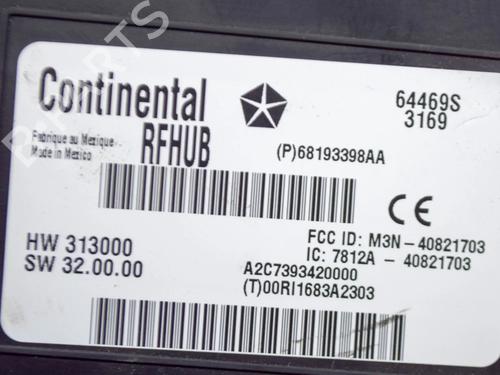 Continental
RFHUB
Fabrique au Mexique
Made in Mexico
64469S
3169
(P)68193398AA
CE
HW 313000
SW 32.00.00
FCC ID: M3N-40821703
IC: 7812A - 40821703
A2C7393420000
(T)00RI1683A2303